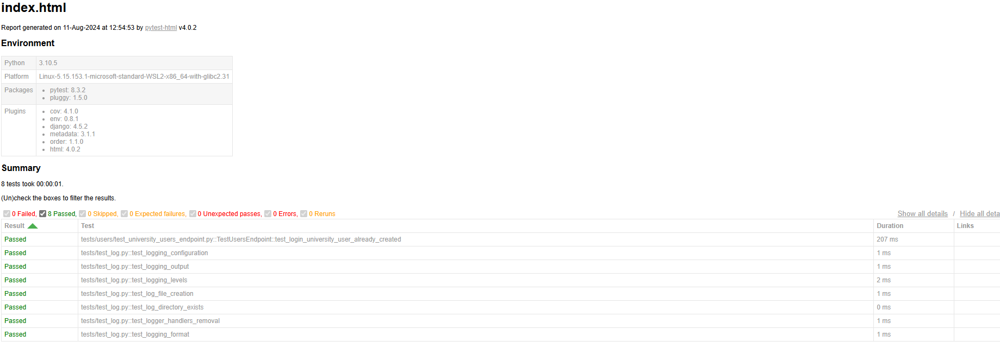 index.html
Report generated on 11-Aug-2024 at 12:54:53 by pytest-html v4.0.2
Environment
Python 3.10.5
Platform Linux-5.15.153.1-microsoft-standard-WSL2-x86_64-with-glibc2.31
Packages • pytest: 8.3.2
• pluggy: 1.5.0
Plugins • cov: 4.1.0
• env: 0.8.1
• django: 4.5.2
• metadata: 3.1.1
• order: 1.1.0
• html: 4.0.2
Summary
8 tests took 00:00:01.
(Un)check the boxes to filter the results.
0 Failed, 8 Passed, 0 Skipped, 0 Expected failures, 0 Unexpected passes, 0 Errors, 0 Reruns Show all details / Hide all deta
Result Test Duration Links
Passed tests/users/test_university_users_endpoint.py::TestUsersEndpoint::test_login_university_user_already_created 207 ms
Passed tests/test_log.py::test_logging_configuration 1 ms
Passed tests/test_log.py::test_logging_output 1 ms
Passed tests/test_log.py::test_logging_levels 2 ms
Passed tests/test_log.py::test_log_file_creation 1 ms
Passed tests/test_log.py::test_log_directory_exists 0 ms
Passed tests/test_log.py::test_logger_handlers_removal 1 ms
Passed tests/test_log.py::test_logging_format 1 ms